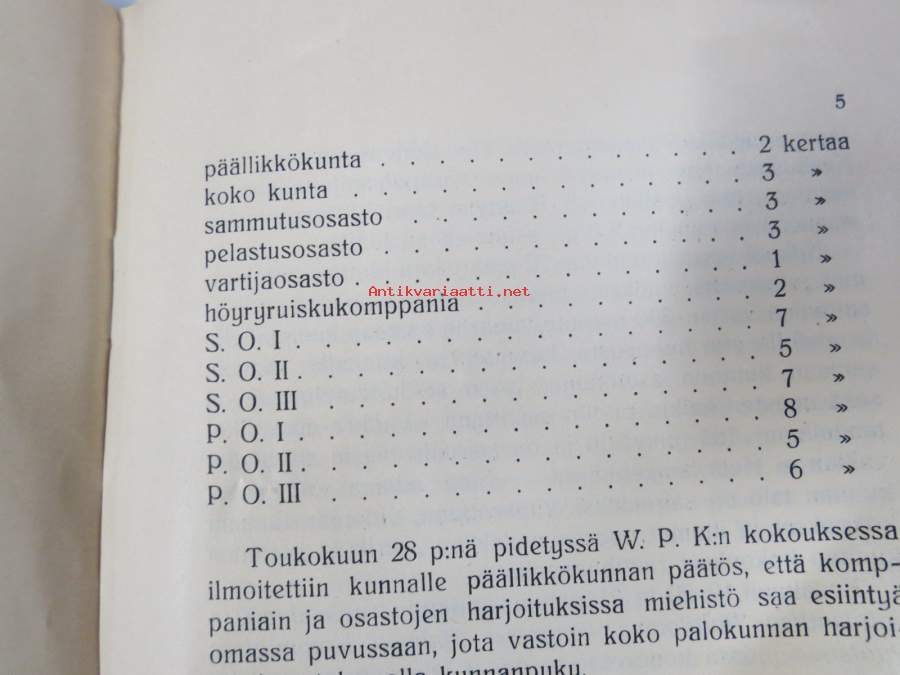 5
päällikkökunta . . . . . . . . . . . . . . 2 kertaa
koko kunta . . . . . . . . . . . . . . . 3 »
sammutusosasto . . . . . . . . . . . . . 3 »
pelastusosasto . . . . . . . . . . . . . 3 »
vartijaosasto . . . . . . . . . . . . . . 1 »
Antikvariaatti.net
höyryruiskukomppania . . . . . . . . . . 2 »
S. O. I . . . . . . . . . . . . . . . . 7 »
S. O. II . . . . . . . . . . . . . . . . 5 »
S. O. III . . . . . . . . . . . . . . . 7 »
P. O. I . . . . . . . . . . . . . . . . 8 »
P. O. II . . . . . . . . . . . . . . . . 5 »
P. O. III . . . . . . . . . . . . . . . 6 »
Toukokuun 28 p:nä pidetyssä W. P. K:n kokouksessa
ilmoitettiin kunnalle päällikkökunnan päätös, että komp-
paniain ja osastojen harjoituksissa miehistö saa esiintyä
omassa puvussaan, jota vastoin koko palokunnan harjoi-
kunnanpuku.